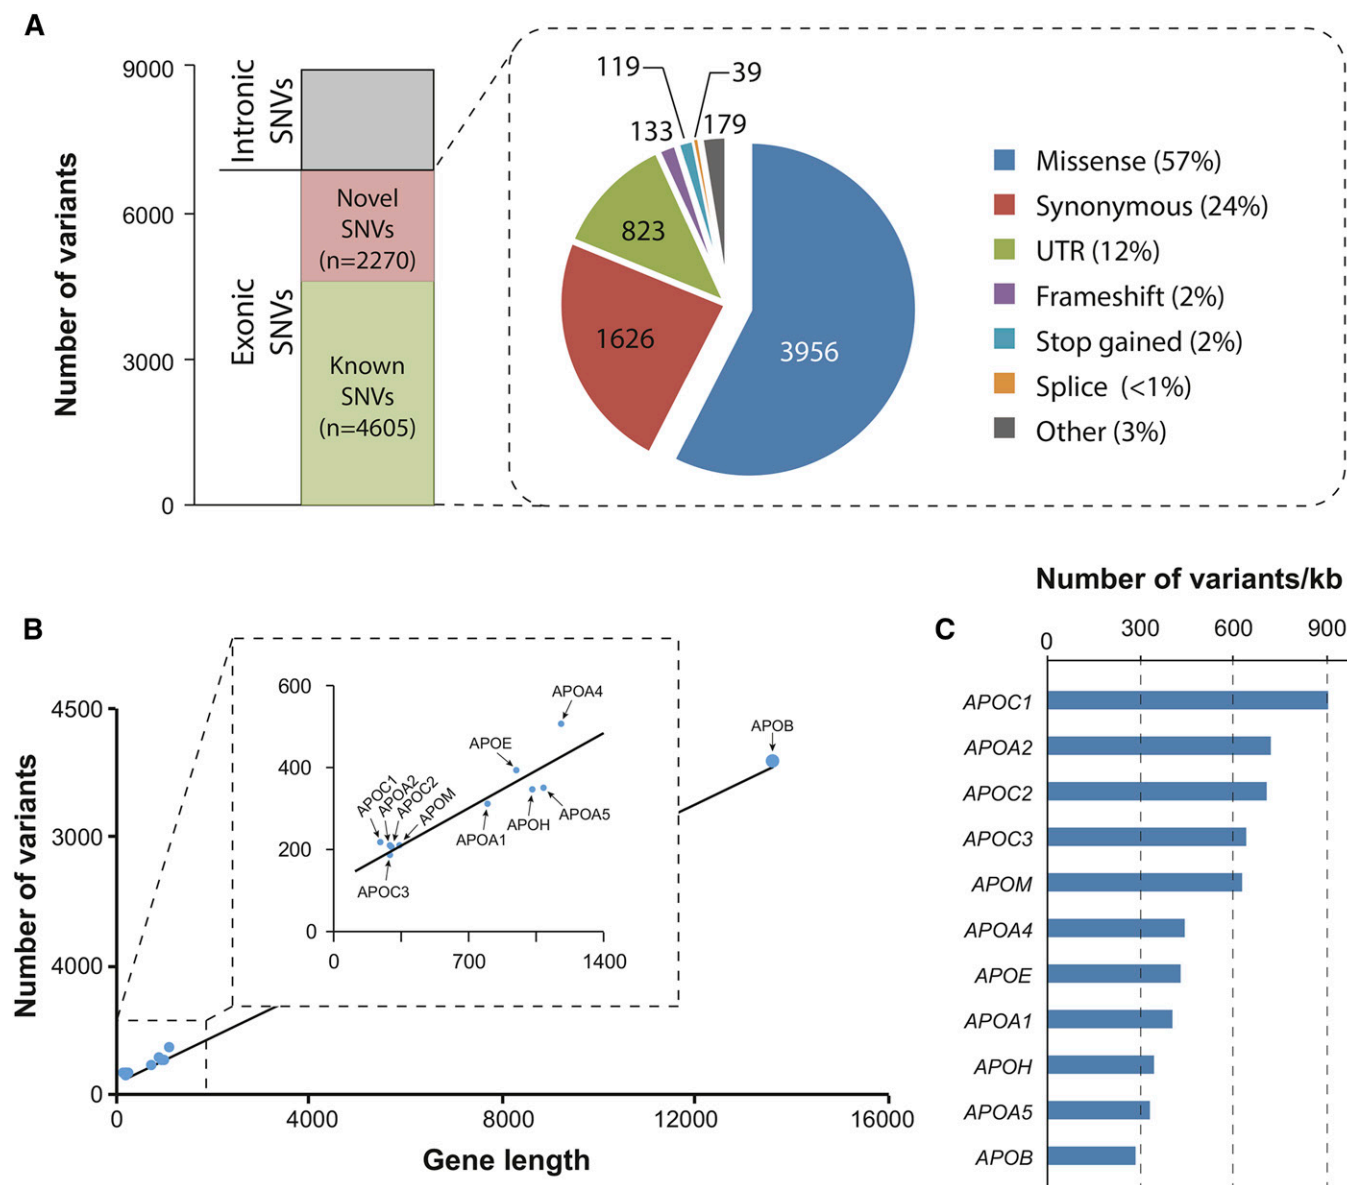 A
Number of variants
9000
6000
3000
0
Intronic
SNVs
Exonic
SNVs
Novel
SNVs
(n=2270)
Known
SNVs
(n=4605)
119
39
133
179
823
1626
3956
Missense (57%)
Synonymous (24%)
UTR (12%)
Frameshift (2%)
Stop gained (2%)
Splice (<1%)
Other (3%)
B
Number of variants
4500
3000
4000
0
0
4000
8000
12000
16000
Gene length
600
400
200
0
0
700
1400
APOC1
APOA2
APOC2
APOM
APOC3
APOE
APOA4
APOA1
APOH
APOA5
APOB
C
Number of variants/kb
0
300
600
900
APOC1
APOA2
APOC2
APOC3
APOM
APOA4
APOE
APOA1
APOH
APOA5
APOB